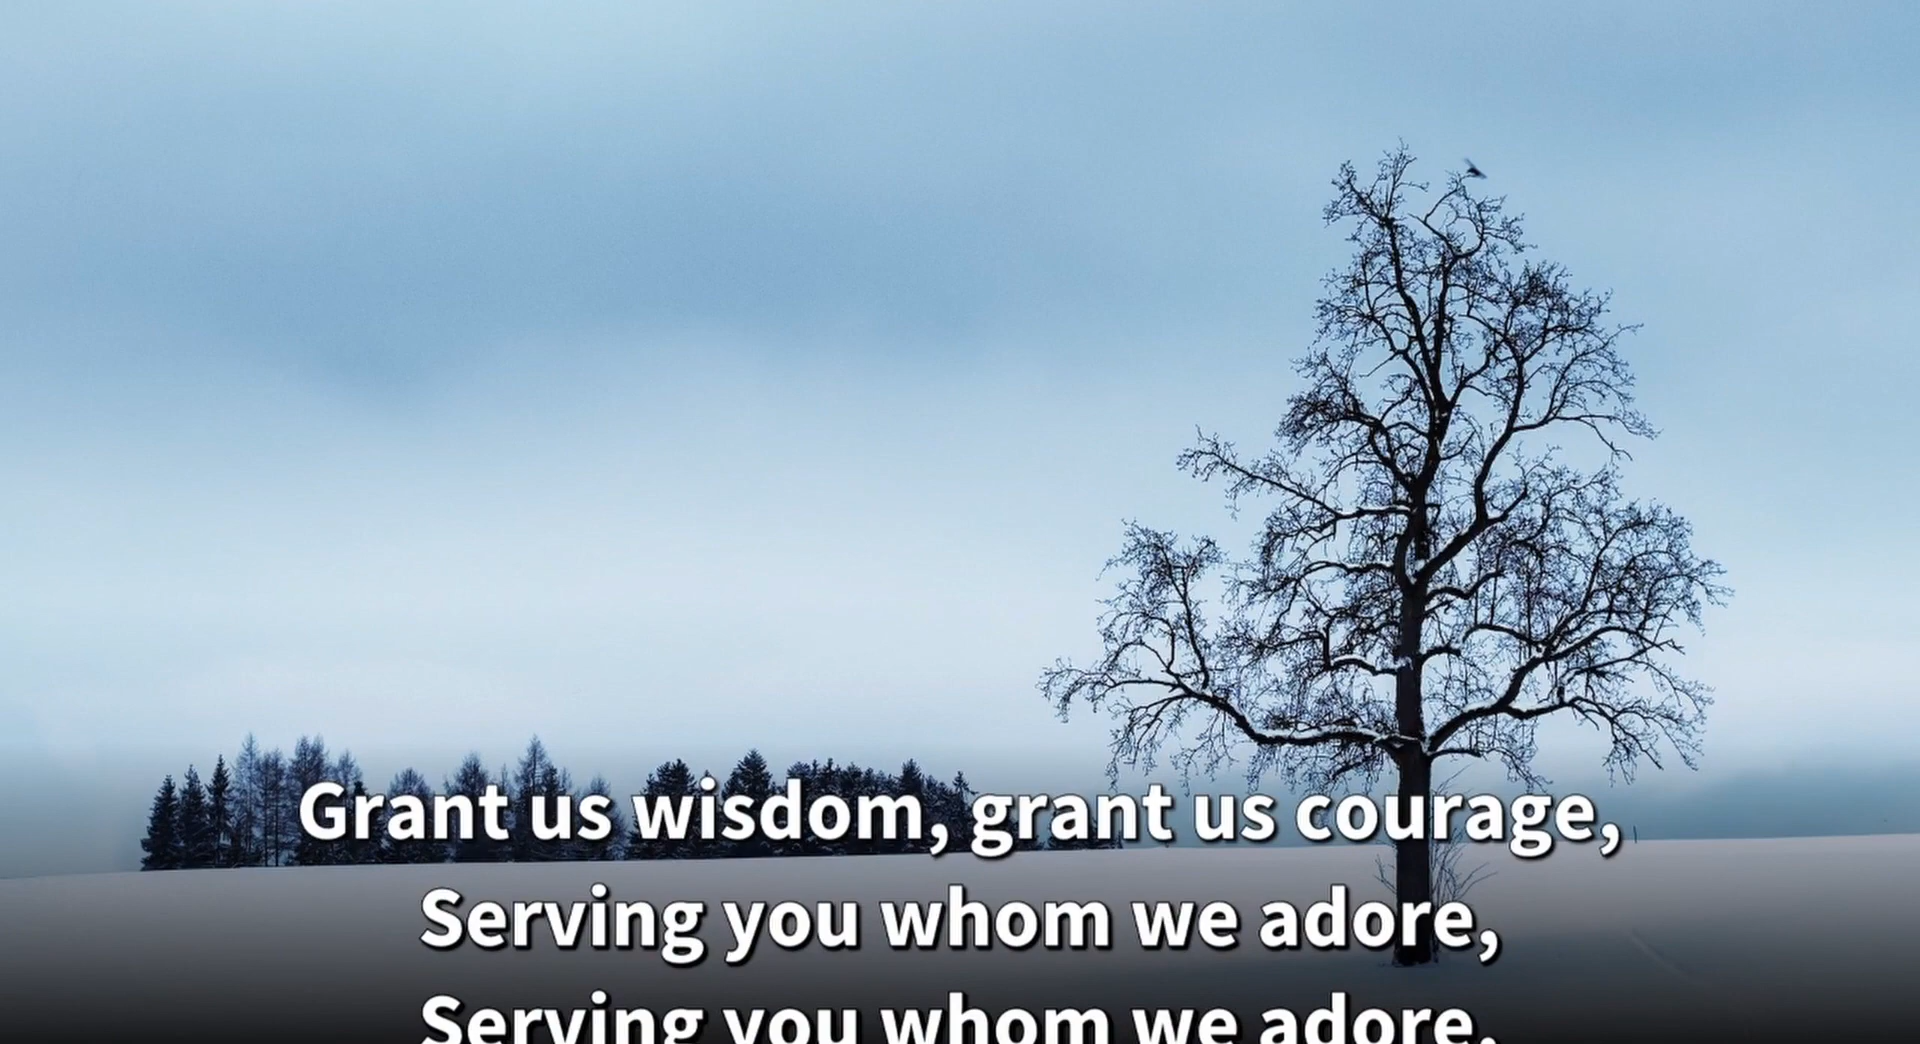 Grant us wisdom, grant us courage,
Serving you whom we adore,
Serving you whom we adore.